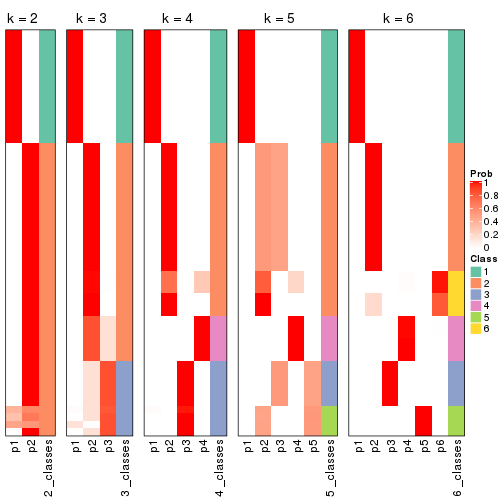 k = 2
k = 3
k = 4
k = 5
k = 6
Prob
1
0.8
0.6
0.4
0.2
0
Class
1
2
3
4
5
6
p1
p2
2_classes
p1
p2
p3
3_classes
p1
p2
p3
p4
4_classes
p1
p2
p3
p4
p5
5_classes
p1
p2
p3
p4
p5
p6
6_classes